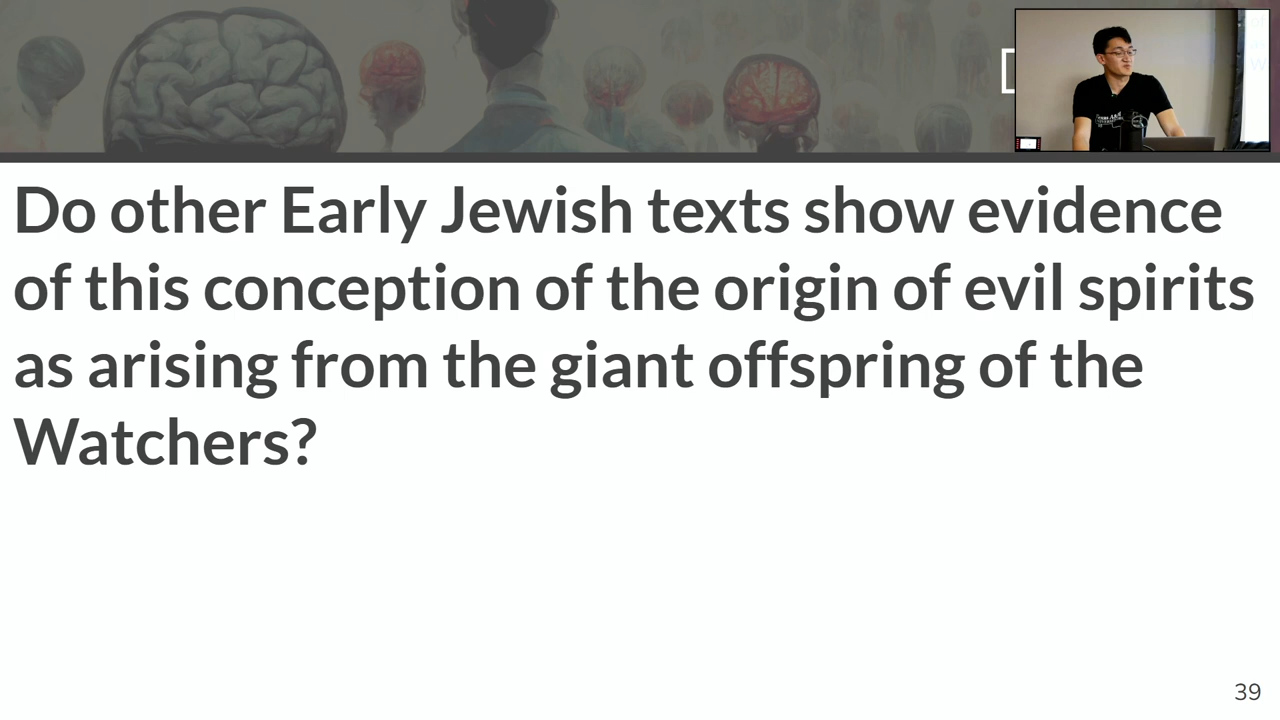 Do other Early Jewish texts show evidence
of this conception of the origin of evil spirits
as arising from the giant offspring of the
Watchers?
39